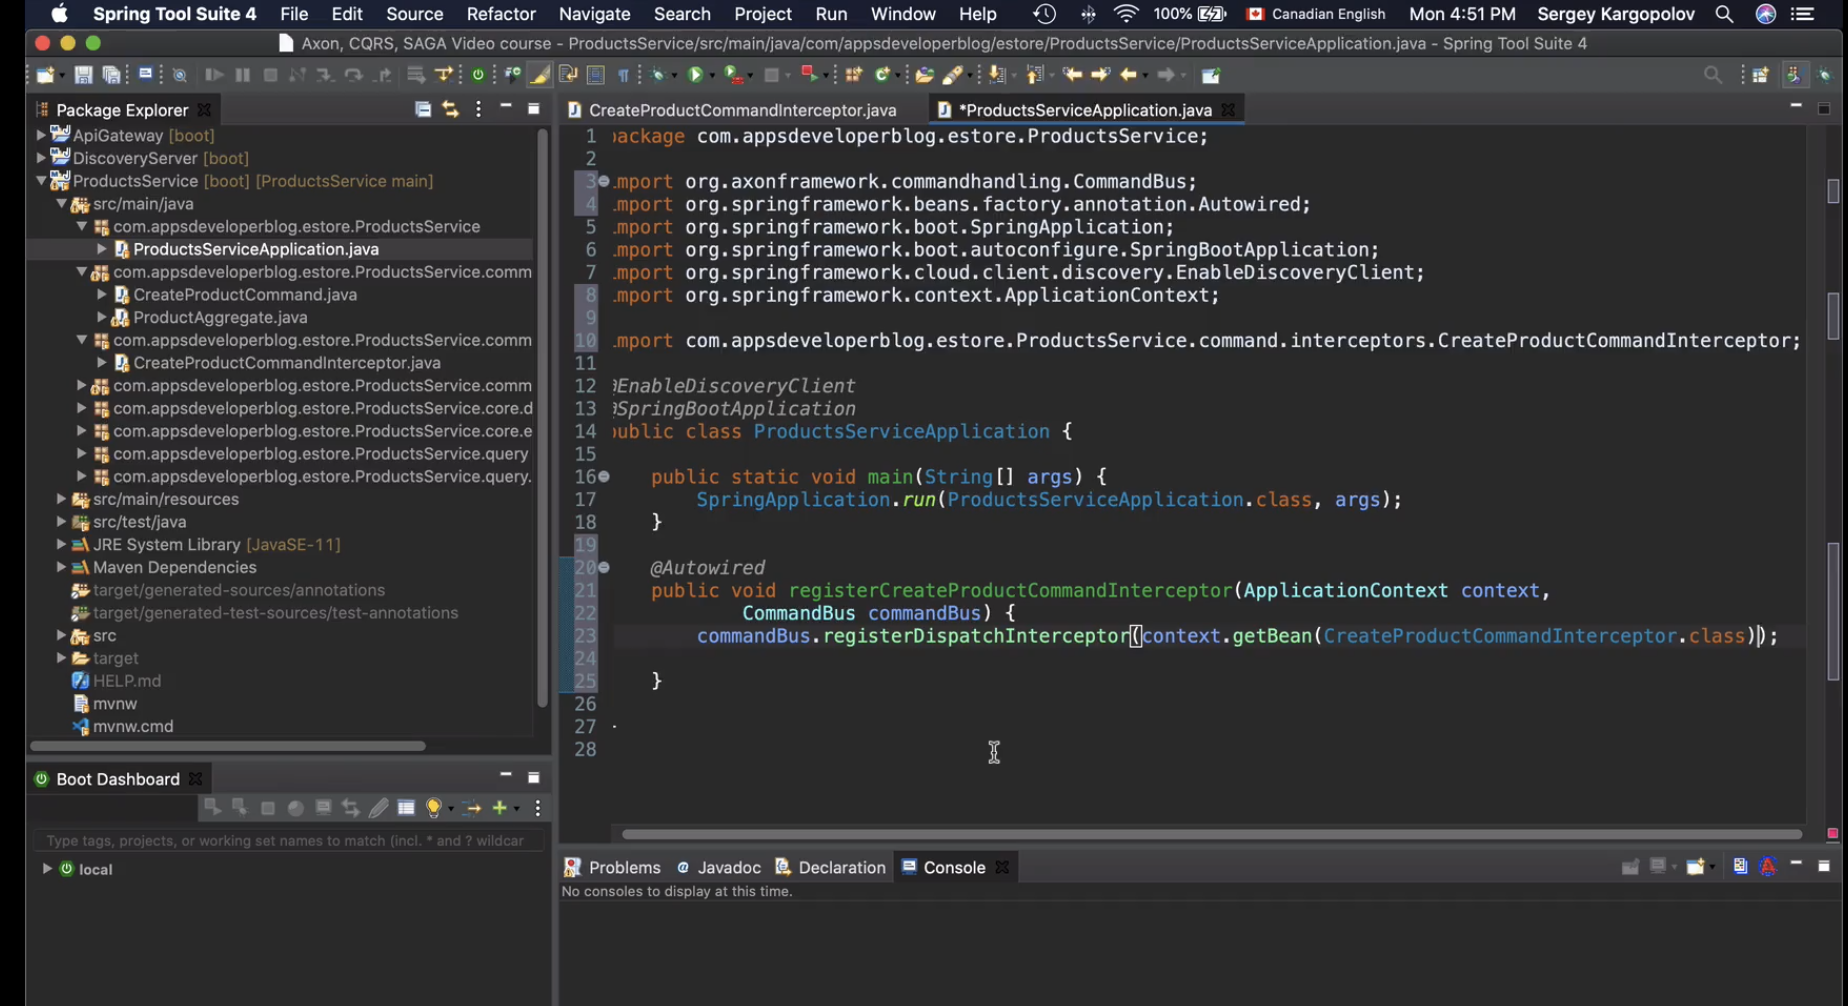 Spring Tool Suite 4 File Edit Source Refactor Navigate Search Project Run Window Help 100% Canadian English Mon 4:51 PM Sergey Kargopolov
Axon, CQRS, SAGA Video course - ProductsService/src/main/java/com/appsdeveloperblog/estore/ProductsService/ProductsServiceApplication.java - Spring Tool Suite 4
Package Explorer
ApiGateway [boot]
DiscoveryServer [boot]
ProductsService [boot] [ProductsService main]
src/main/java
com.appsdeveloperblog.estore.ProductsService
ProductsServiceApplication.java
com.appsdeveloperblog.estore.ProductsService.comm
CreateProductCommand.java
ProductAggregate.java
com.appsdeveloperblog.estore.ProductsService.comm
CreateProductCommandInterceptor.java
com.appsdeveloperblog.estore.ProductsService.comm
com.appsdeveloperblog.estore.ProductsService.core.d
com.appsdeveloperblog.estore.ProductsService.core.e
com.appsdeveloperblog.estore.ProductsService.query
com.appsdeveloperblog.estore.ProductsService.query.
src/main/resources
src/test/java
JRE System Library [JavaSE-11]
Maven Dependencies
target/generated-sources/annotations
target/generated-test-sources/test-annotations
src
target
HELP.md
mvnw
mvnw.cmd
Boot Dashboard
Type tags, projects, or working set names to match (incl. * and ? wildcar
local
CreateProductCommandInterceptor.java *ProductsServiceApplication.java
1 package com.appsdeveloperblog.estore.ProductsService;
2
3 import org.axonframework.commandhandling.CommandBus;
4 import org.springframework.beans.factory.annotation.Autowired;
5 import org.springframework.boot.SpringApplication;
6 import org.springframework.boot.autoconfigure.SpringBootApplication;
7 import org.springframework.cloud.client.discovery.EnableDiscoveryClient;
8 import org.springframework.context.ApplicationContext;
9
10 import com.appsdeveloperblog.estore.ProductsService.command.interceptors.CreateProductCommandInterceptor;
11
12 @EnableDiscoveryClient
13 @SpringBootApplication
14 public class ProductsServiceApplication {
15
16 public static void main(String[] args) {
17 SpringApplication.run(ProductsServiceApplication.class, args);
18 }
19
20 @Autowired
21 public void registerCreateProductCommandInterceptor(ApplicationContext context,
22 CommandBus commandBus) {
23 commandBus.registerDispatchInterceptor(context.getBean(CreateProductCommandInterceptor.class));
24
25 }
26
27
28
Problems @ Javadoc Declaration Console
No consoles to display at this time.